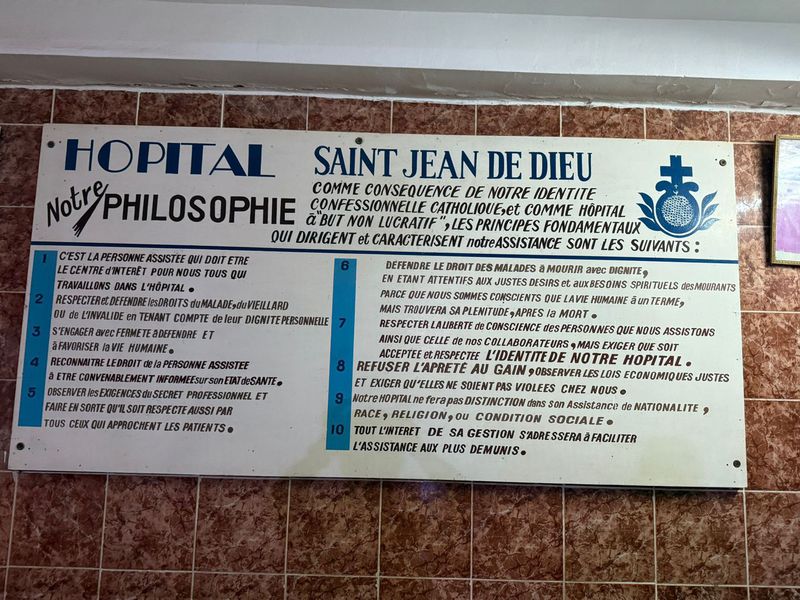 HOPITAL SAINT JEAN DE DIEU
Notre PHILOSOPHIE
COMME CONSEQUENCE DE NOTRE IDENTITE
CONFESSIONNELLE CATHOLIQUE, et COMME HÔPITAL
à "BUT NON LUCRATIF", LES PRINCIPES FONDAMENTAUX
QUI DIRIGENT et CARACTERISENT notre ASSISTANCE SONT LES SUIVANTS :
1 C'EST LA PERSONNE ASSISTÉE QUI DOIT ETRE
LE CENTRE D'INTERÊT POUR NOUS TOUS QUI
TRAVAILLONS DANS L'HÔPITAL.
2 RESPECTER et DÉFENDRE les DROITS du MALADE, du VIEILLARD
OU de L'INVALIDE en TENANT COMPTE de leur DIGNITE PERSONNELLE
3 S'ENGAGER avec FERMETE à DEFENDRE ET
à FAVORISER la VIE HUMAINE.
4 RECONNAITRE LE DROIT de la PERSONNE ASSISTEE
à ETRE CONVENABLEMENT INFORMEE sur son ETAT de SANTE.
5 OBSERVER les EXIGENCES du SECRET PROFESSIONNEL ET
FAIRE EN SORTE QU'IL SOIT RESPECTE AUSSI PAR
TOUS CEUX QUI APPROCHENT LES PATIENTS.
6 DEFENDRE LE DROIT DES MALADES à MOURIR avec DIGNITE,
EN ETANT ATTENTIFS AUX JUSTES DESIRS et aux BESOINS SPIRITUELS des MOURANTS
PARCE QUE NOUS SOMMES CONSCIENTS QUE LA VIE HUMAINE à UN TERME,
MAIS TROUVERA SA PLENITUDE, APRES la MORT.
7 RESPECTER LA LIBERTE de CONSCIENCE des PERSONNES QUE NOUS ASSISTONS
AINSI QUE CELLE de nos COLLABORATEURS, MAIS EXIGER QUE SOIT
ACCEPTEE et RESPECTEE L'IDENTITE DE NOTRE HOPITAL.
8 REFUSER L'APRETÉ AU GAIN, OBSERVER LES LOIS ECONOMIQUES JUSTES
ET EXIGER QU'ELLES NE SOIENT PAS VIOLEES CHEZ NOUS.
9 Notre HOPITAL ne fera pas DISTINCTION dans son Assistance de NATIONALITÉ,
RACE, RELIGION, OU CONDITION SOCIALE.
10 TOUT L'INTERET DE SA GESTION S'ADRESSERA à FACILITER
L'ASSISTANCE AUX PLUS DEMUNIS.